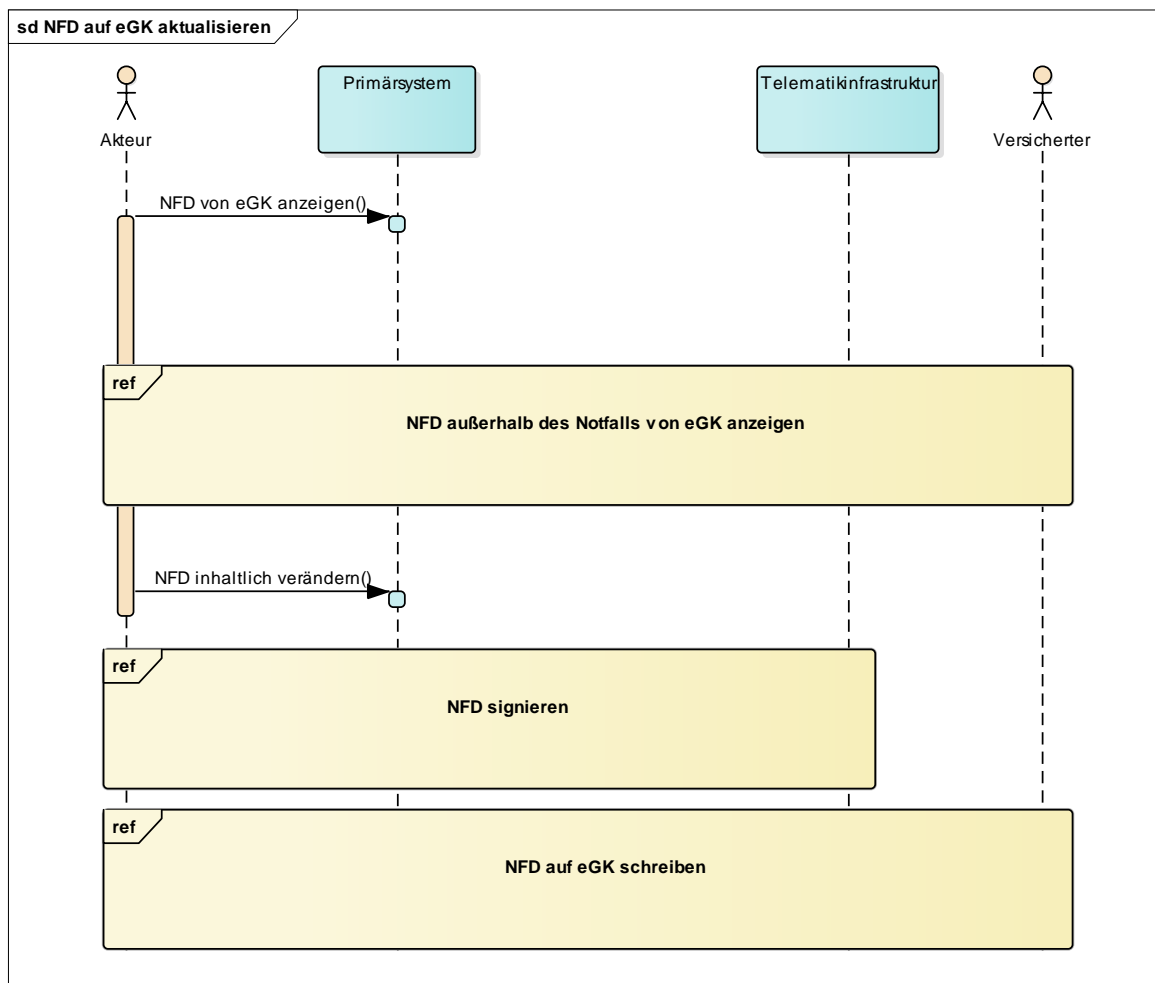 sd NFD auf eGK aktualisieren
Akteur
Primärsystem
Telematikinfrastruktur
Versicherter
NFD von eGK anzeigen()
ref
NFD außerhalb des Notfalls von eGK anzeigen
NFD inhaltlich verändern()
ref
NFD signieren
ref
NFD auf eGK schreiben